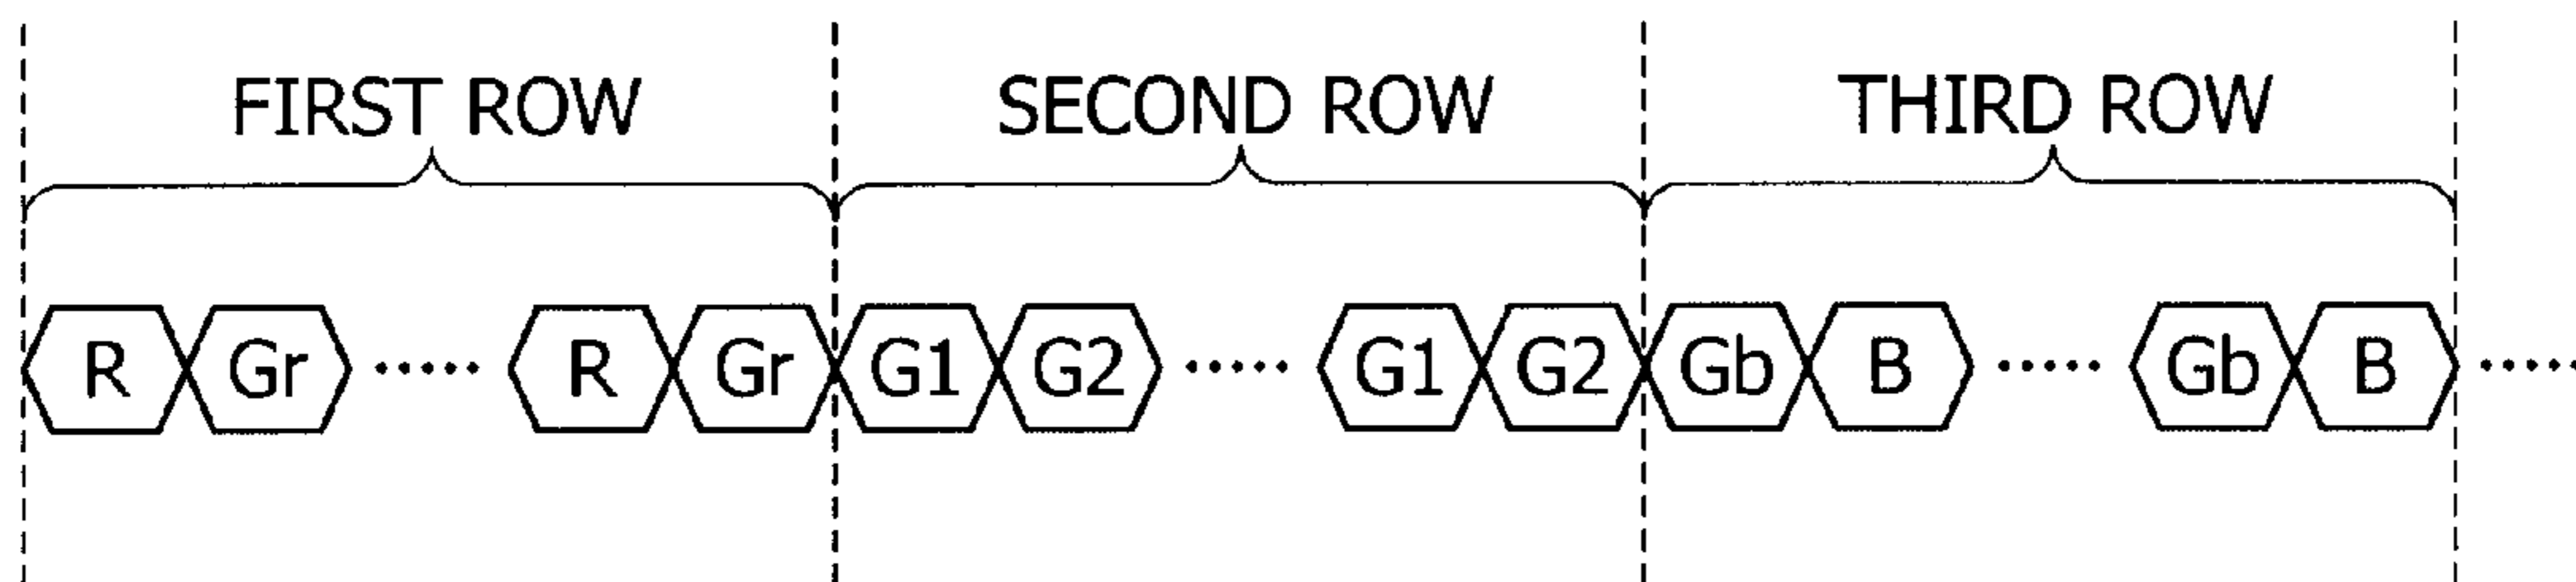 FIRST ROW SECOND ROW THIRD ROW
R Gr ..... R Gr G1 G2 ..... G1 G2 Gb B ..... Gb B .....